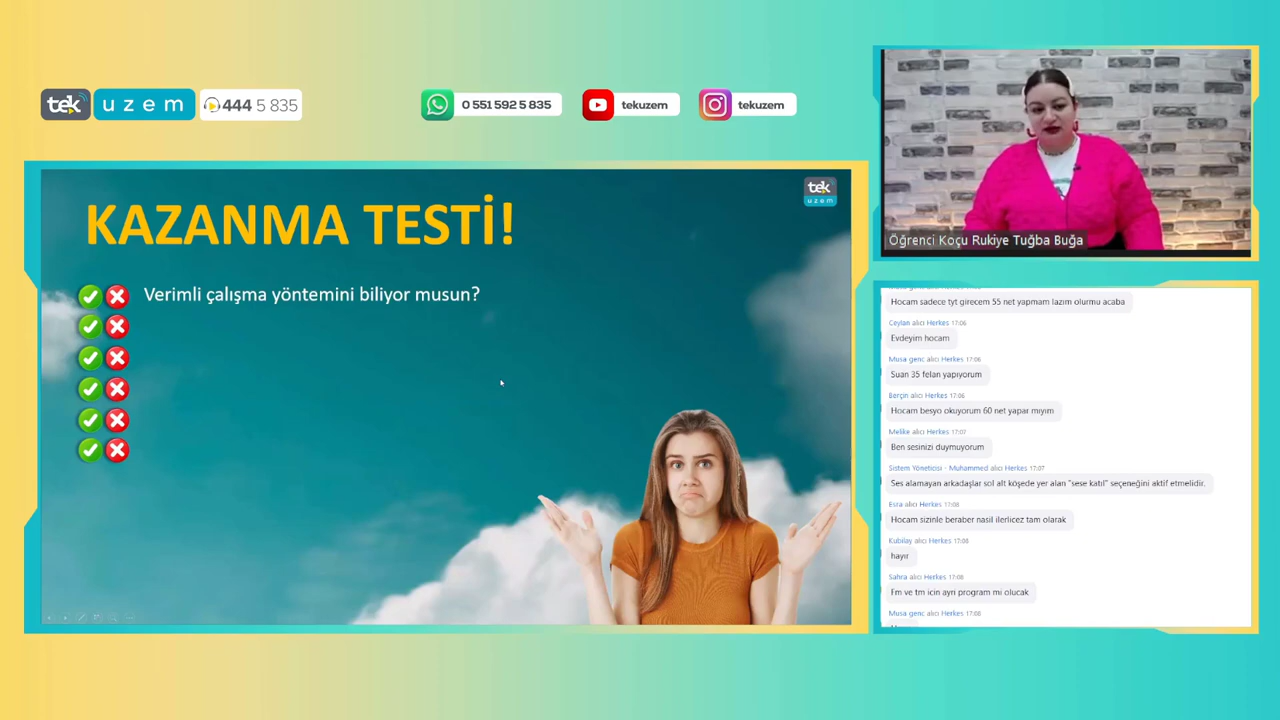 tek uzem 444 5 835
0 551 592 5 835
tekuzem
tekuzem
tek
uzem
KAZANMA TESTİ!
Verimli çalışma yöntemini biliyor musun?
Öğrenci Koçu Rukiye Tuğba Buğa
Hocam sadece tyt girecem 55 net yapmam lazım olurmu acaba
Ceylan alıcı Herkes 17:06
Evdeyim hocam
Musa genc alıcı Herkes 17:06
Suan 35 felan yapıyorum
Berçin alıcı Herkes 17:06
Hocam besyo okuyorum 60 net yapar mıyım
Melike alıcı Herkes 17:07
Ben sesinizi duymuyorum
Sistem Yöneticisi - Muhammed alıcı Herkes 17:07
Ses alamayan arkadaşlar sol alt köşede yer alan "sese katıl" seçeneğini aktif etmelidir.
Esra alıcı Herkes 17:08
Hocam sizinle beraber nasil ilerlicez tam olarak
Kubilay alıcı Herkes 17:08
hayır
Sahra alıcı Herkes 17:08
Tm ve tm icin ayri program mi olucak
Musa genc alıcı Herkes 17:08